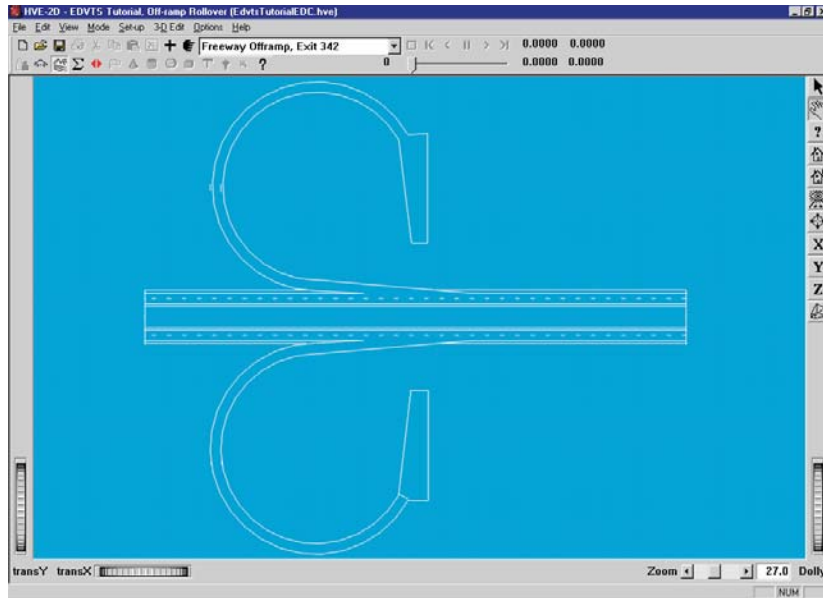 HVE-2D - EDVTS Tutorial, Off-ramp Rollover (EdvtsTutorialEDC.hve)
File Edit View Mode Set-up 3-D Edit Options Help
Freeway Offramp, Exit 342 0.0000 0.0000
? 0 0.0000 0.0000
?
X
Y
Z
transY transX Zoom 27.0 Dolly
NUM